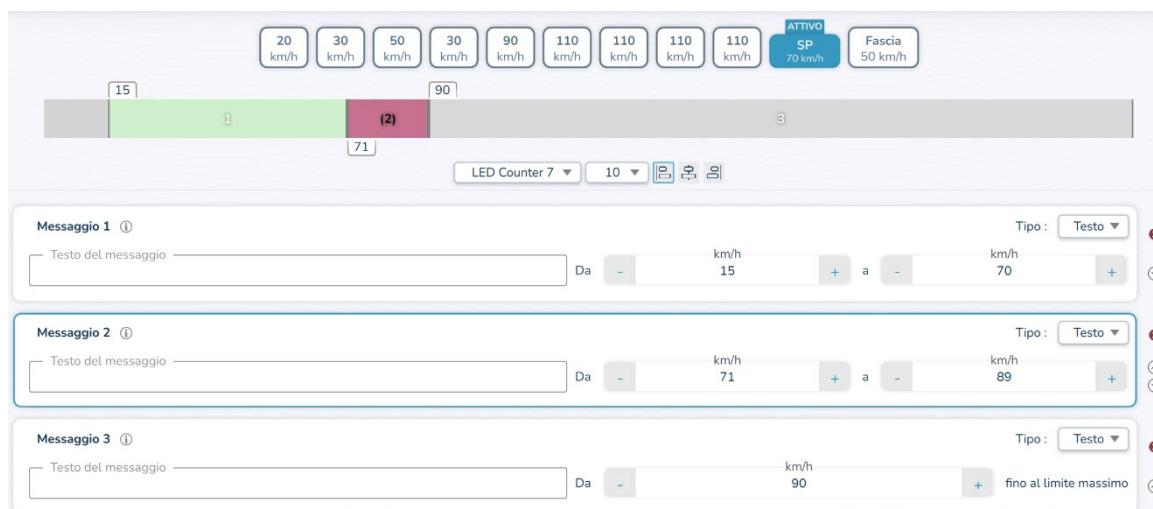 ATTIVO
20 30 50 30 90 110 110 110 110 SP Fascia
km/h km/h km/h km/h km/h km/h km/h km/h km/h 70 km/h 50 km/h
15 90
1 (2) 3
71
LED Counter 7 10
Messaggio 1 Tipo : Testo
Testo del messaggio km/h km/h
Da - 15 + a - 70 +
Messaggio 2 Tipo : Testo
Testo del messaggio km/h km/h
Da - 71 + a - 89 +
Messaggio 3 Tipo : Testo
Testo del messaggio km/h
Da - 90 + fino al limite massimo